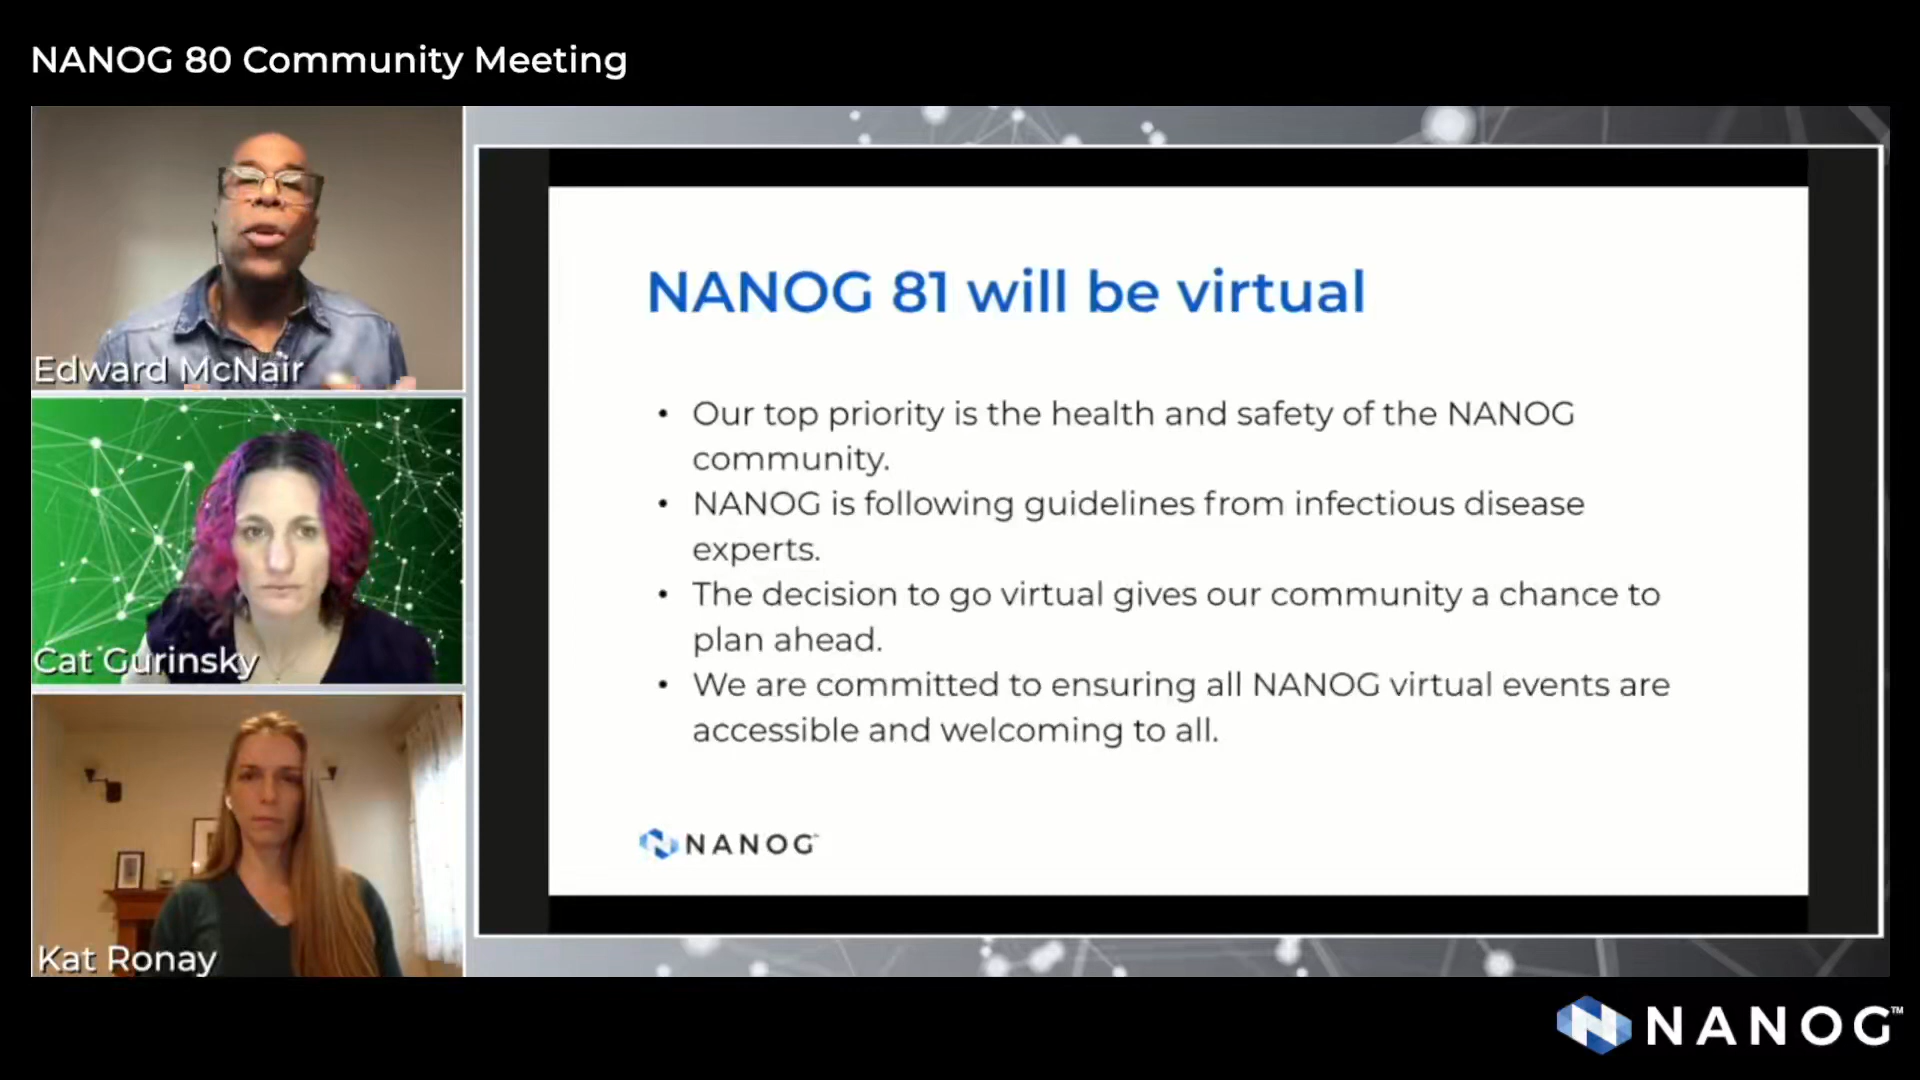 NANOG 80 Community Meeting
Edward McNair
Cat Gurinsky
Kat Ronay
NANOG 81 will be virtual
• Our top priority is the health and safety of the NANOG
community.
• NANOG is following guidelines from infectious disease
experts.
• The decision to go virtual gives our community a chance to
plan ahead.
• We are committed to ensuring all NANOG virtual events are
accessible and welcoming to all.
NANOG™
NANOG™